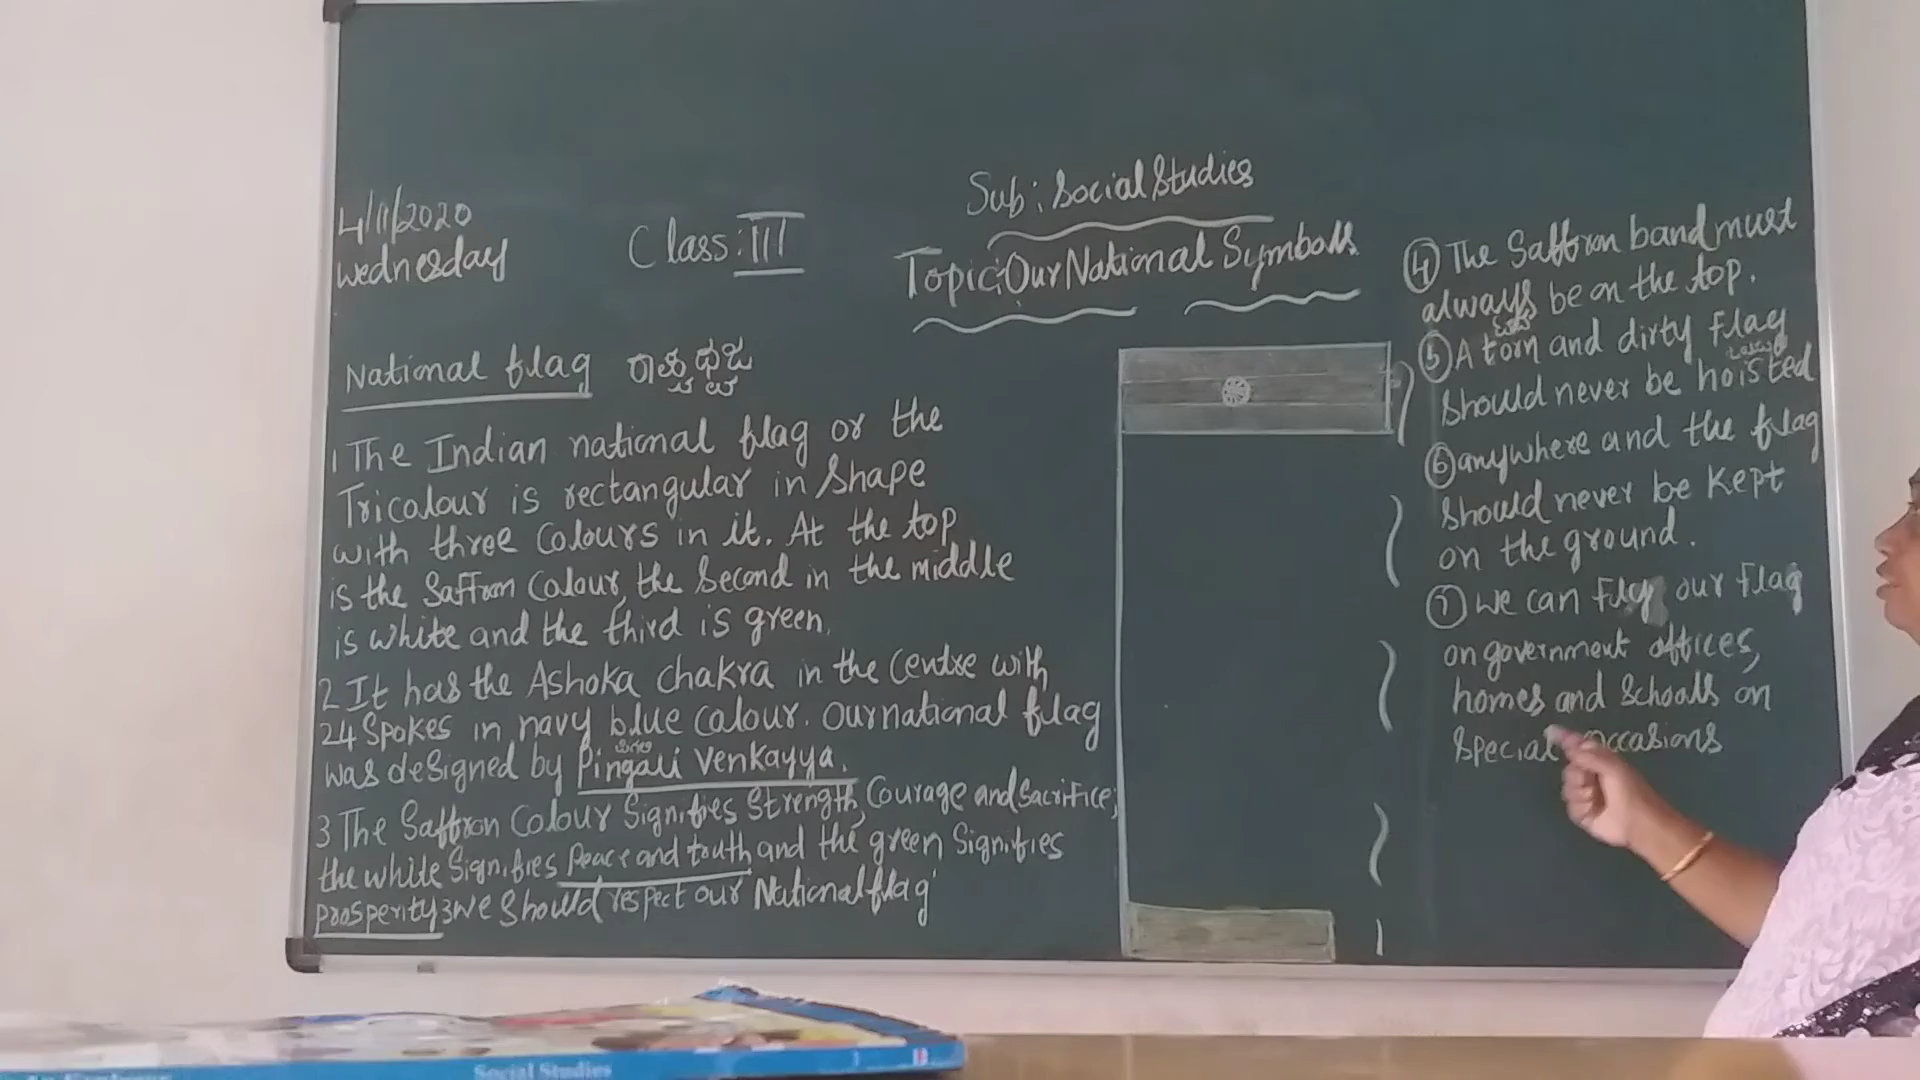 4/11/2020
Wednesday
Class: III
Sub: Social Studies
Topic: Our National Symbols
National flag ರಾಷ್ಟ್ರ ಧ್ವಜ
1 The Indian national flag or the
Tricolour is rectangular in shape
with three colours in it. At the top
is the Saffron colour, the second in the middle
is white and the third is green.
2 It has the Ashoka chakra in the centre with
24 spokes in navy blue colour. Our national flag
was designed by Pingali Venkayya.
3 The Saffron colour signifies strength, courage and sacrifice,
the white signifies peace and truth and the green signifies
prosperity 3 we should respect our National flag
④ The Saffron band must
always be on the top.
⑤ A torn and dirty flag
should never be hoisted
⑥ anywhere and the flag
should never be kept
on the ground.
⑦ we can fly our flag
on government offices,
homes and schools on
special occasions
Social Studies